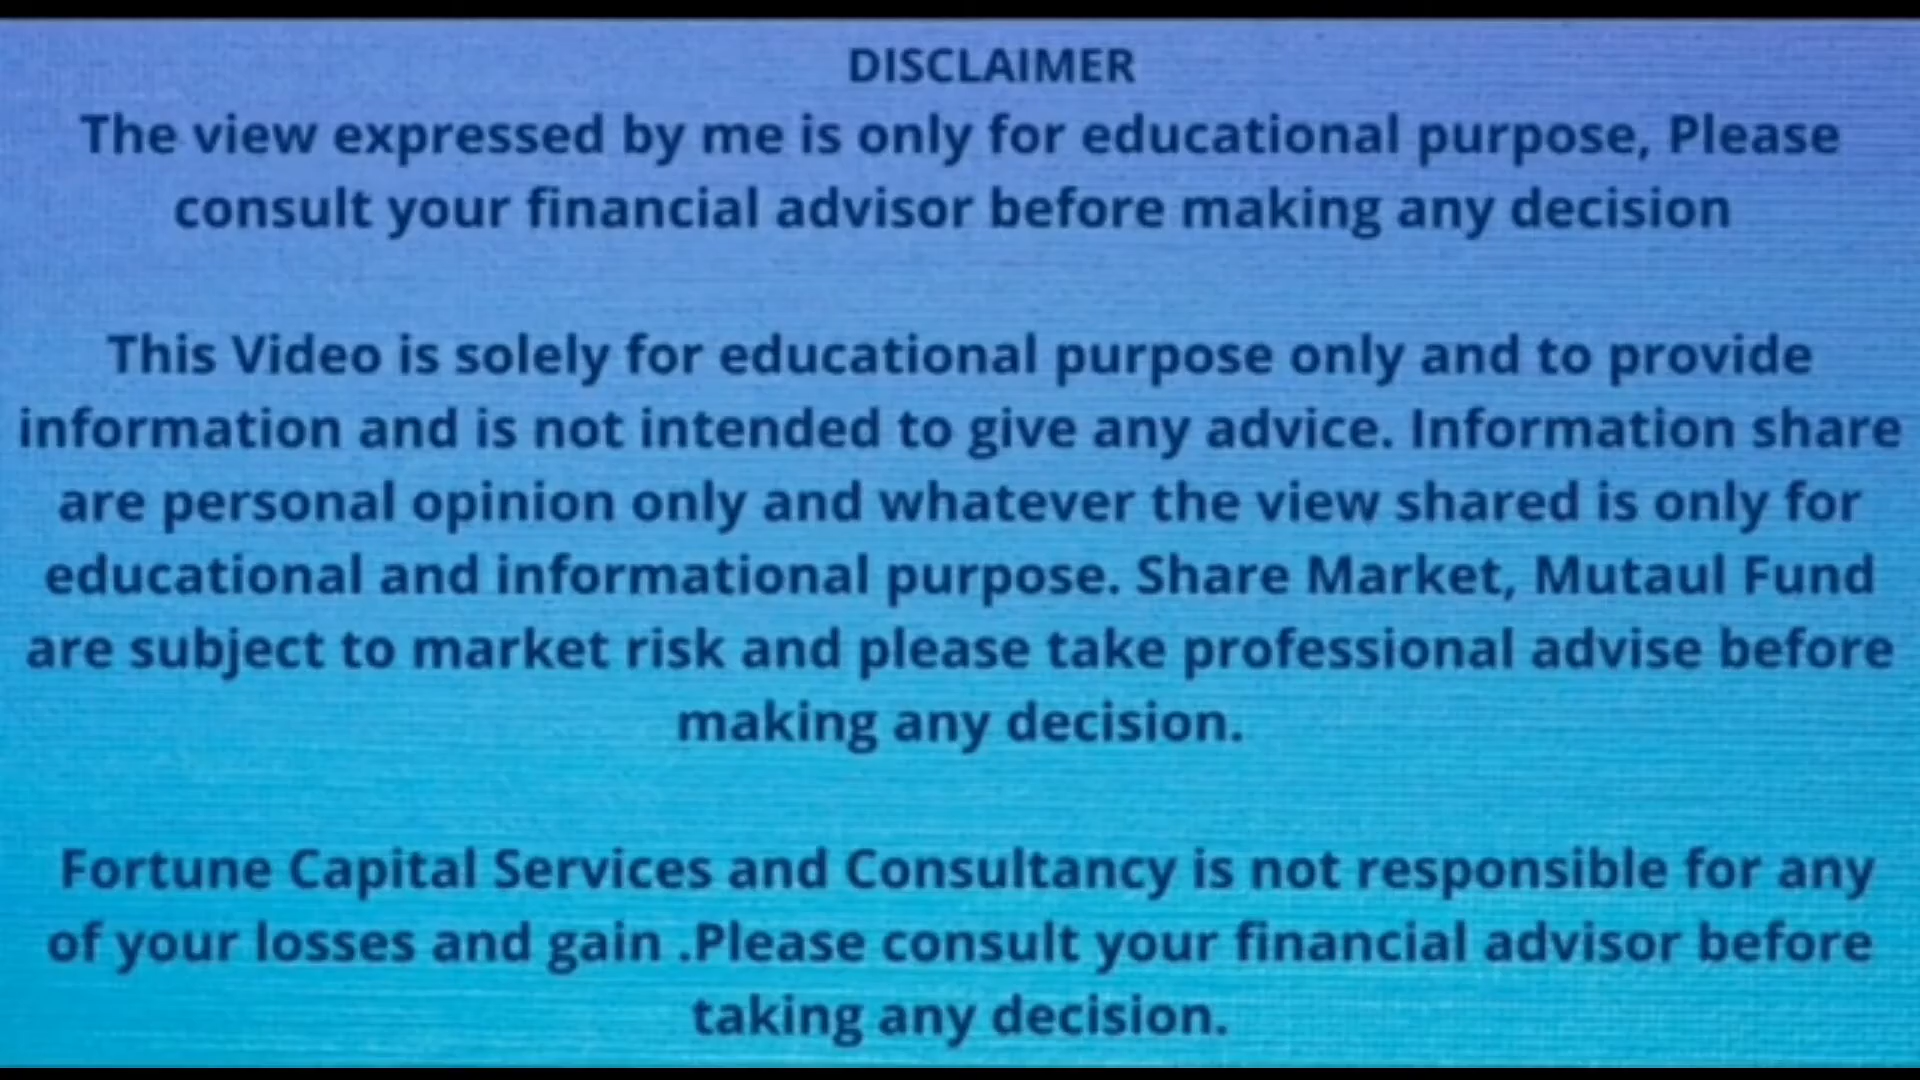 DISCLAIMER
The view expressed by me is only for educational purpose, Please
consult your financial advisor before making any decision
This Video is solely for educational purpose only and to provide
information and is not intended to give any advice. Information share
are personal opinion only and whatever the view shared is only for
educational and informational purpose. Share Market, Mutaul Fund
are subject to market risk and please take professional advise before
making any decision.
Fortune Capital Services and Consultancy is not responsible for any
of your losses and gain .Please consult your financial advisor before
taking any decision.